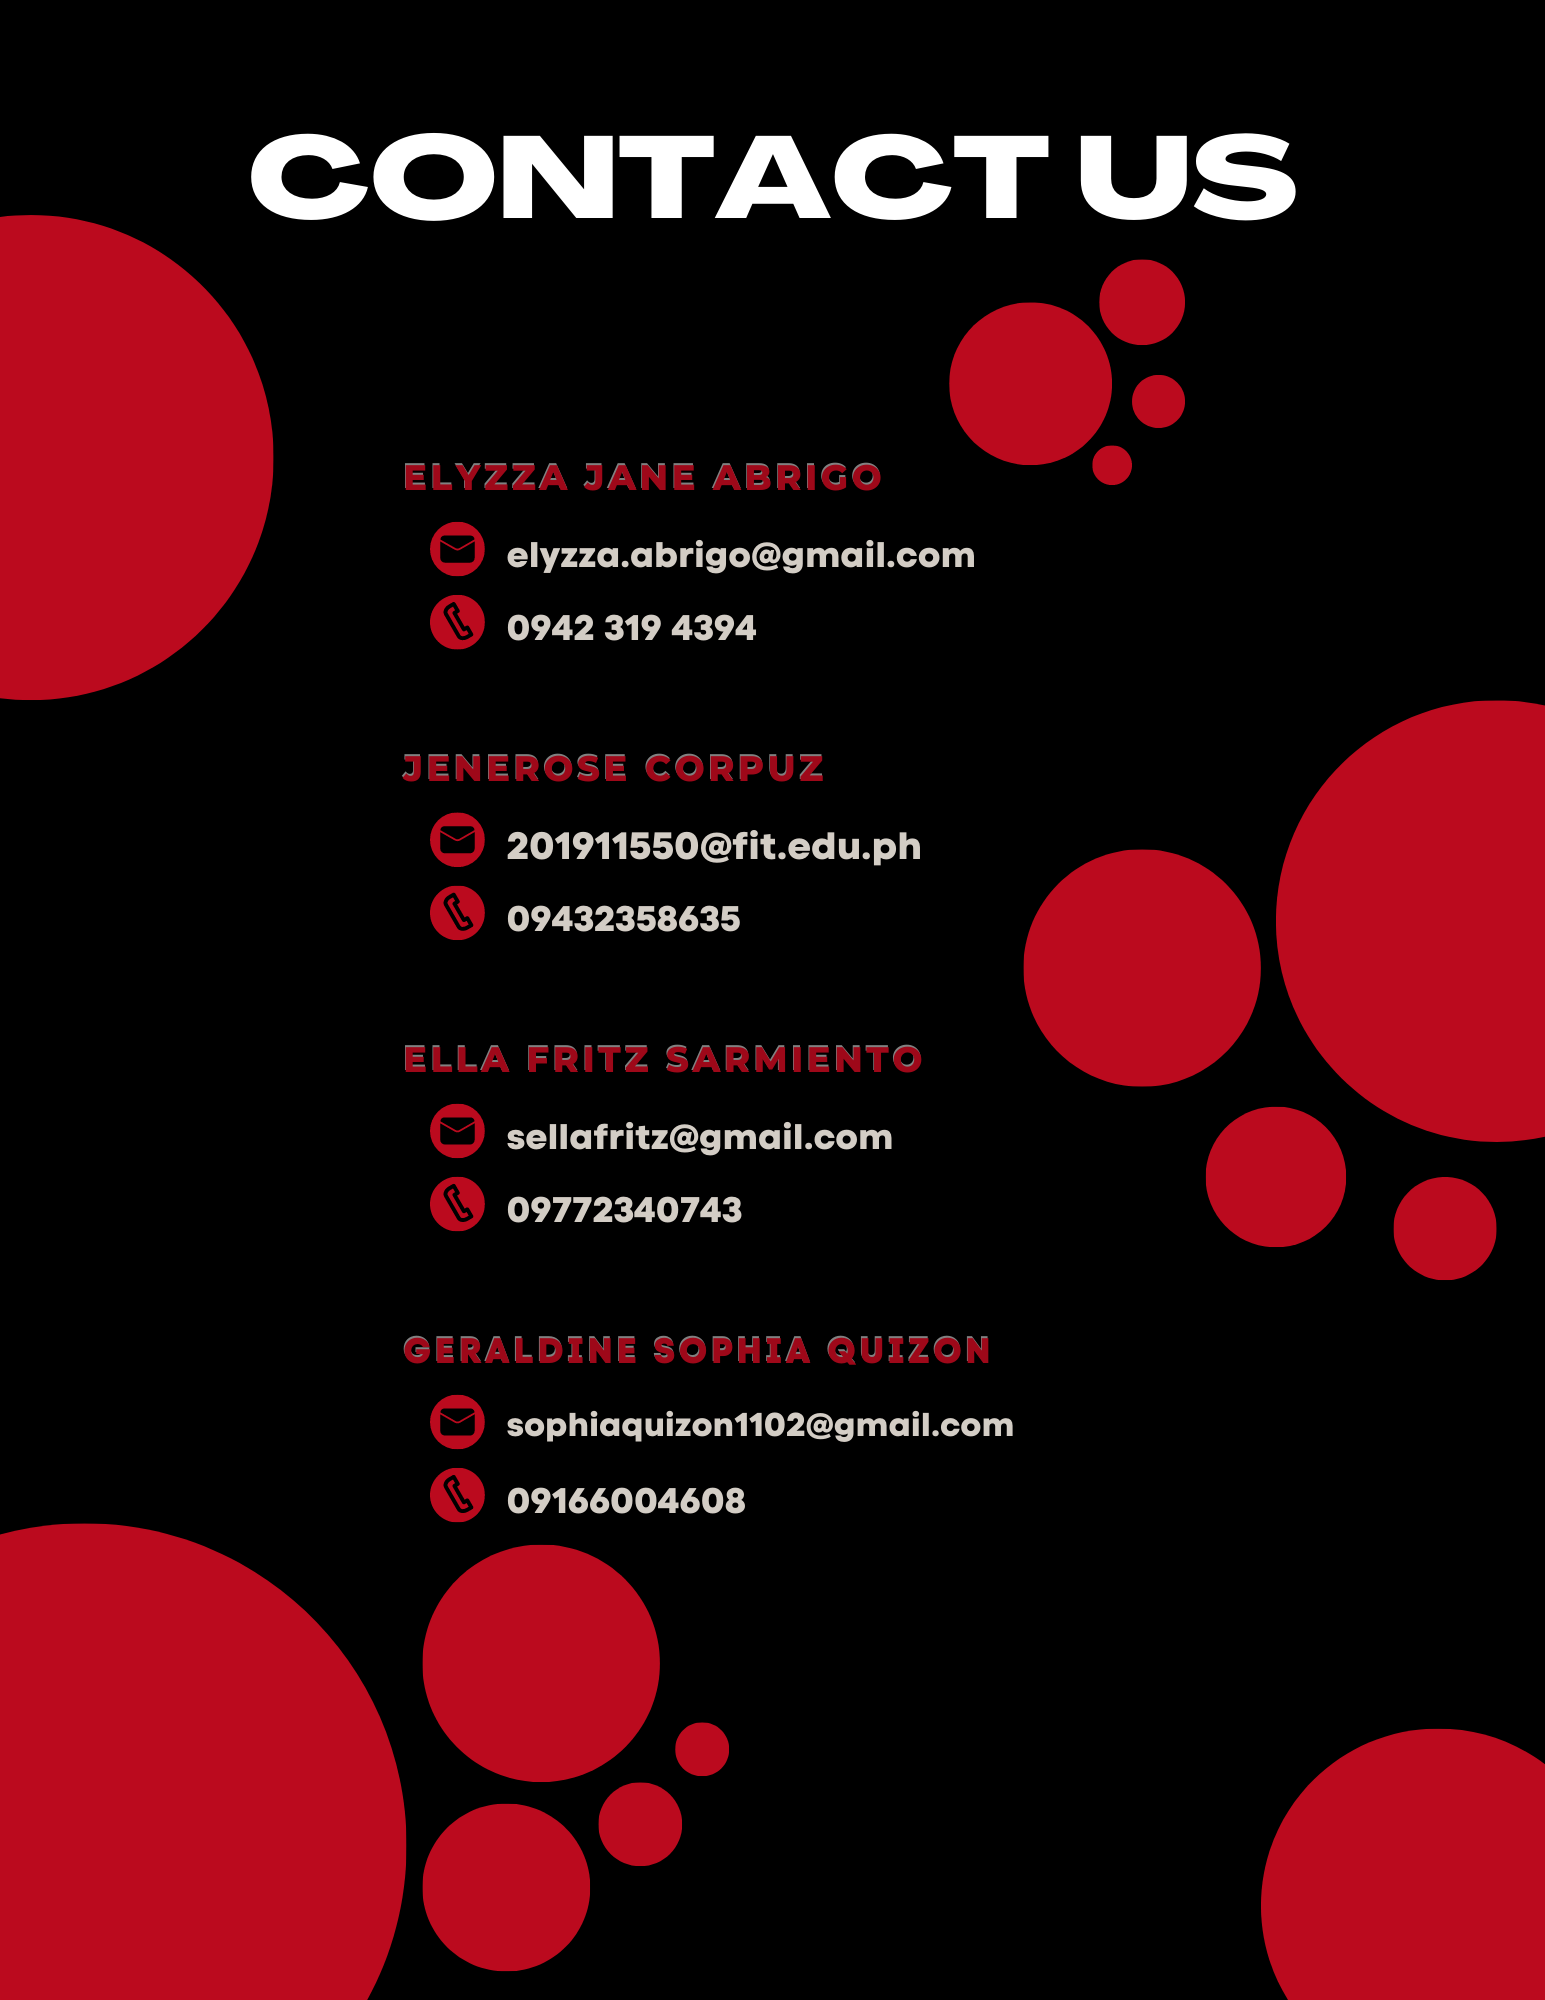 CONTACT US
ELYZZA JANE ABRIGO
elyzza.abrigo@gmail.com
0942 319 4394
JENEROSE CORPUZ
201911550@fit.edu.ph
09432358635
ELLA FRITZ SARMIENTO
sellafritz@gmail.com
09772340743
GERALDINE SOPHIA QUIZON
sophiaquizon1102@gmail.com
09166004608